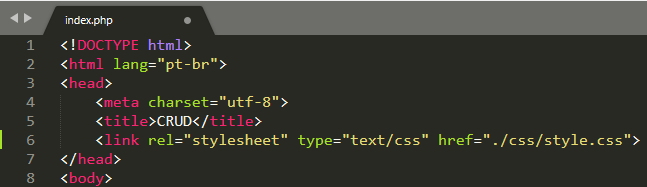 index.php
1 <!DOCTYPE html>
2 <html lang="pt-br">
3 <head>
4 <meta charset="utf-8">
5 <title>CRUD</title>
6 <link rel="stylesheet" type="text/css" href="./css/style.css">
7 </head>
8 <body>